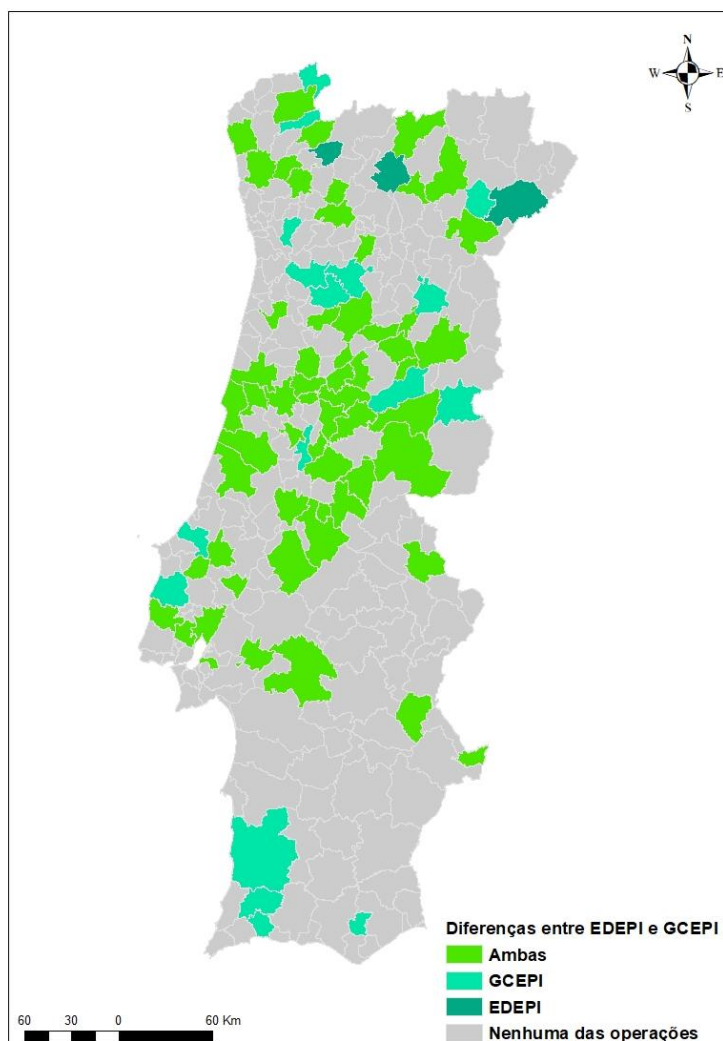 N
W E
S
Diferenças entre EDEPI e GCEPI
Ambas
GCEPI
EDEPI
Nenhuma das operações
60 30 0 60 Km